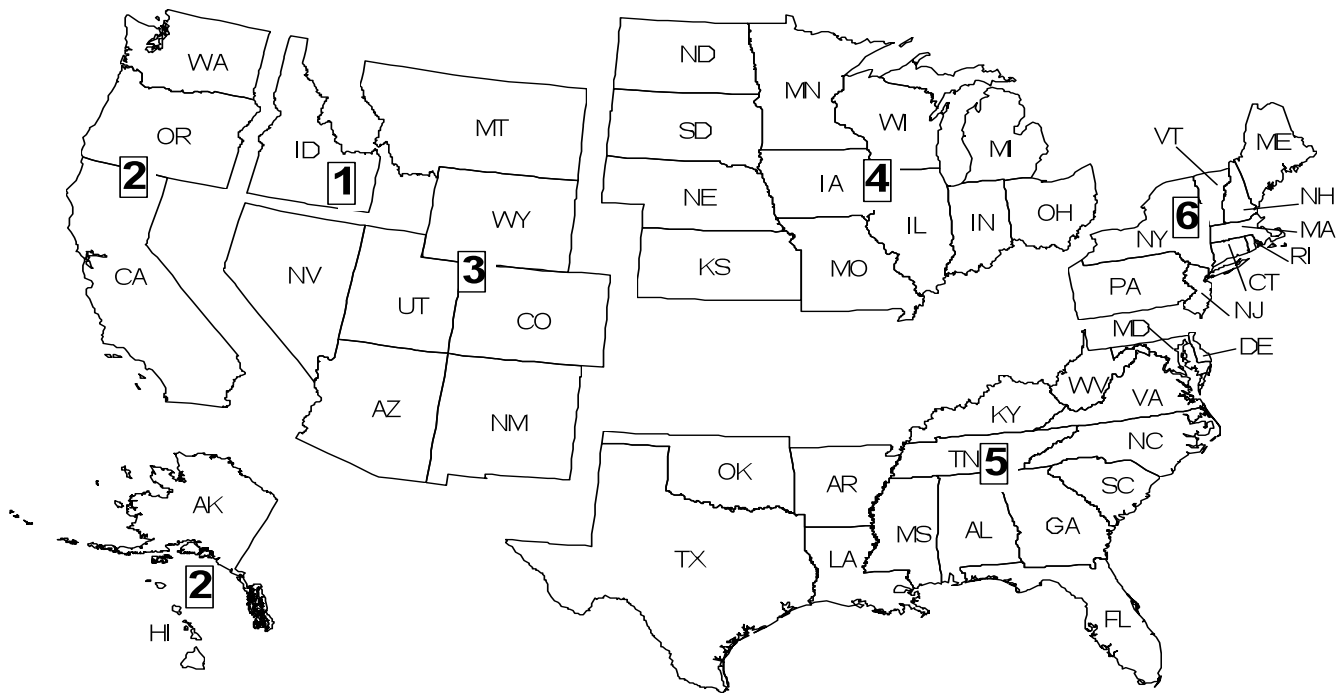 WA
OR
2
CA
ID
1
MT
WY
3
NV
UT
CO
AZ
NM
AK
2
HI
ND
MN
SD
WI
MI
IA
4
NE
IL
IN
OH
KS
MO
VT
ME
6
NH
NY
MA
RI
CT
PA
NJ
MD
DE
WV
VA
KY
NC
TN
5
OK
AR
SC
MS
AL
GA
TX
LA
FL